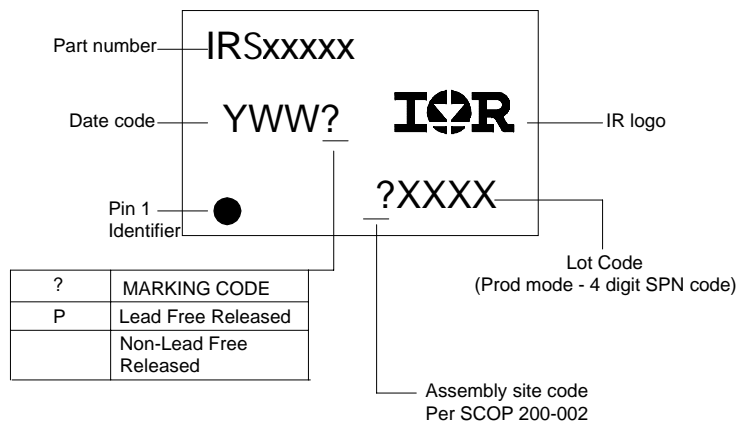 Part number
IRSxxxxx
Date code
YWW?
IOR
IR logo
?XXXX
Pin 1
Identifier
Lot Code
(Prod mode - 4 digit SPN code)
? MARKING CODE
P Lead Free Released
Non-Lead Free
Released
Assembly site code
Per SCOP 200-002